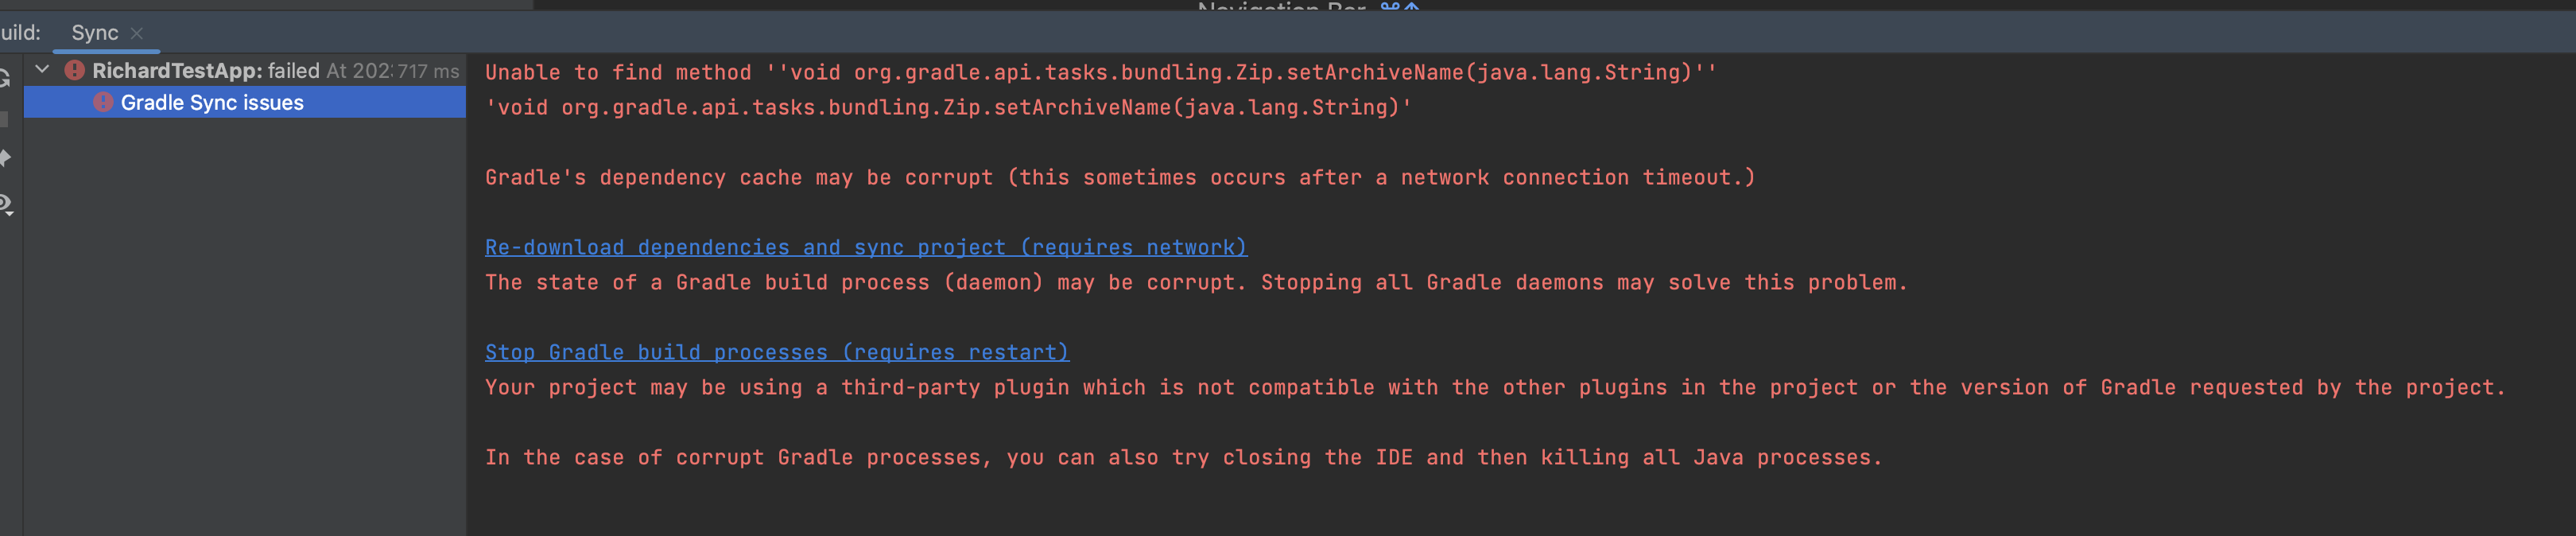 Navigation Bar ⌘↑
uild: Sync
RichardTestApp: failed At 202 717 ms
Gradle Sync issues
Unable to find method ''void org.gradle.api.tasks.bundling.Zip.setArchiveName(java.lang.String)''
'void org.gradle.api.tasks.bundling.Zip.setArchiveName(java.lang.String)'
Gradle's dependency cache may be corrupt (this sometimes occurs after a network connection timeout.)
Re-download dependencies and sync project (requires network)
The state of a Gradle build process (daemon) may be corrupt. Stopping all Gradle daemons may solve this problem.
Stop Gradle build processes (requires restart)
Your project may be using a third-party plugin which is not compatible with the other plugins in the project or the version of Gradle requested by the project.
In the case of corrupt Gradle processes, you can also try closing the IDE and then killing all Java processes.